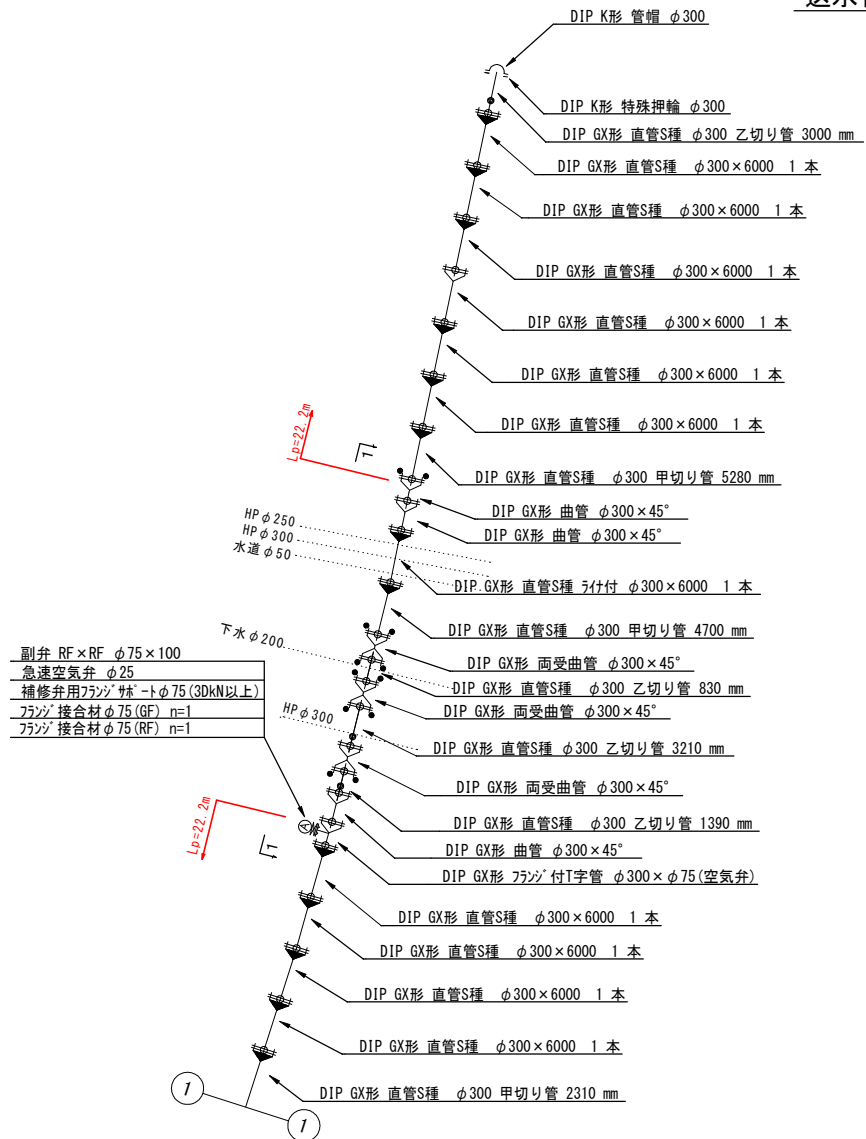 DIP K形 管帽 φ300
DIP K形 特殊押輪 φ300
DIP GX形 直管S種 φ300 乙切り管 3000 mm
DIP GX形 直管S種 φ300×6000 1 本
DIP GX形 直管S種 φ300×6000 1 本
DIP GX形 直管S種 φ300×6000 1 本
DIP GX形 直管S種 φ300×6000 1 本
DIP GX形 直管S種 φ300×6000 1 本
DIP GX形 直管S種 φ300×6000 1 本
Lp=22.2m
1
DIP GX形 直管S種 φ300 甲切り管 5280 mm
DIP GX形 曲管 φ300×45°
DIP GX形 曲管 φ300×45°
HPφ250
HPφ300
水道φ50
DIP GX形 直管S種 ﾗｲﾅ付 φ300×6000 1 本
DIP GX形 直管S種 φ300 甲切り管 4700 mm
下水φ200
DIP GX形 両受曲管 φ300×45°
DIP GX形 直管S種 φ300 乙切り管 830 mm
DIP GX形 両受曲管 φ300×45°
副弁 RF×RF φ75×100
急速空気弁 φ25
補修弁用ﾌﾗﾝｼﾞｻﾎﾟｰﾄφ75(3DkN以上)
ﾌﾗﾝｼﾞ接合材φ75(GF) n=1
ﾌﾗﾝｼﾞ接合材φ75(RF) n=1
HPφ300
DIP GX形 直管S種 φ300 乙切り管 3210 mm
DIP GX形 両受曲管 φ300×45°
DIP GX形 直管S種 φ300 乙切り管 1390 mm
Lp=22.2m
1
A
DIP GX形 曲管 φ300×45°
DIP GX形 ﾌﾗﾝｼﾞ付T字管 φ300×φ75(空気弁)
DIP GX形 直管S種 φ300×6000 1 本
DIP GX形 直管S種 φ300×6000 1 本
DIP GX形 直管S種 φ300×6000 1 本
DIP GX形 直管S種 φ300×6000 1 本
DIP GX形 直管S種 φ300 甲切り管 2310 mm
1
1